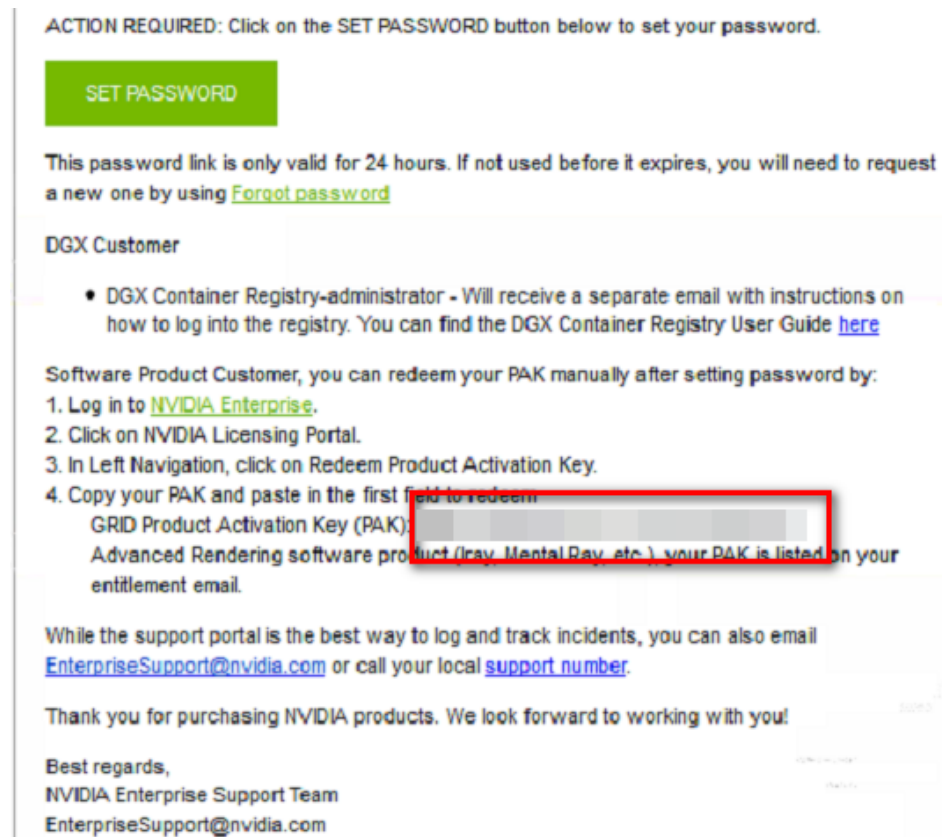 ACTION REQUIRED: Click on the SET PASSWORD button below to set your password.
SET PASSWORD
This password link is only valid for 24 hours. If not used before it expires, you will need to request
a new one by using Forgot password
DGX Customer
• DGX Container Registry-administrator - Will receive a separate email with instructions on
how to log into the registry. You can find the DGX Container Registry User Guide here
Software Product Customer, you can redeem your PAK manually after setting password by:
1. Log in to NVIDIA Enterprise.
2. Click on NVIDIA Licensing Portal.
3. In Left Navigation, click on Redeem Product Activation Key.
4. Copy your PAK and paste in the first field to redeem
GRID Product Activation Key (PAK):
Advanced Rendering software product (Iray, Mental Ray, etc.), your PAK is listed on your
entitlement email.
While the support portal is the best way to log and track incidents, you can also email
EnterpriseSupport@nvidia.com or call your local support number.
Thank you for purchasing NVIDIA products. We look forward to working with you!
Best regards,
NVIDIA Enterprise Support Team
EnterpriseSupport@nvidia.com